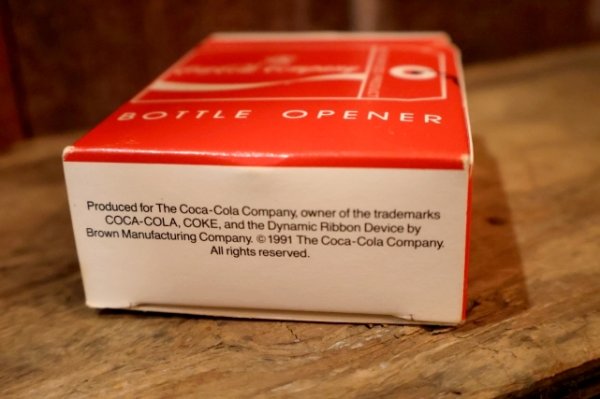 BOTTLE OPENER
Produced for The Coca-Cola Company, owner of the trademarks
COCA-COLA, COKE, and the Dynamic Ribbon Device by
Brown Manufacturing Company. © 1991 The Coca-Cola Company.
All rights reserved.